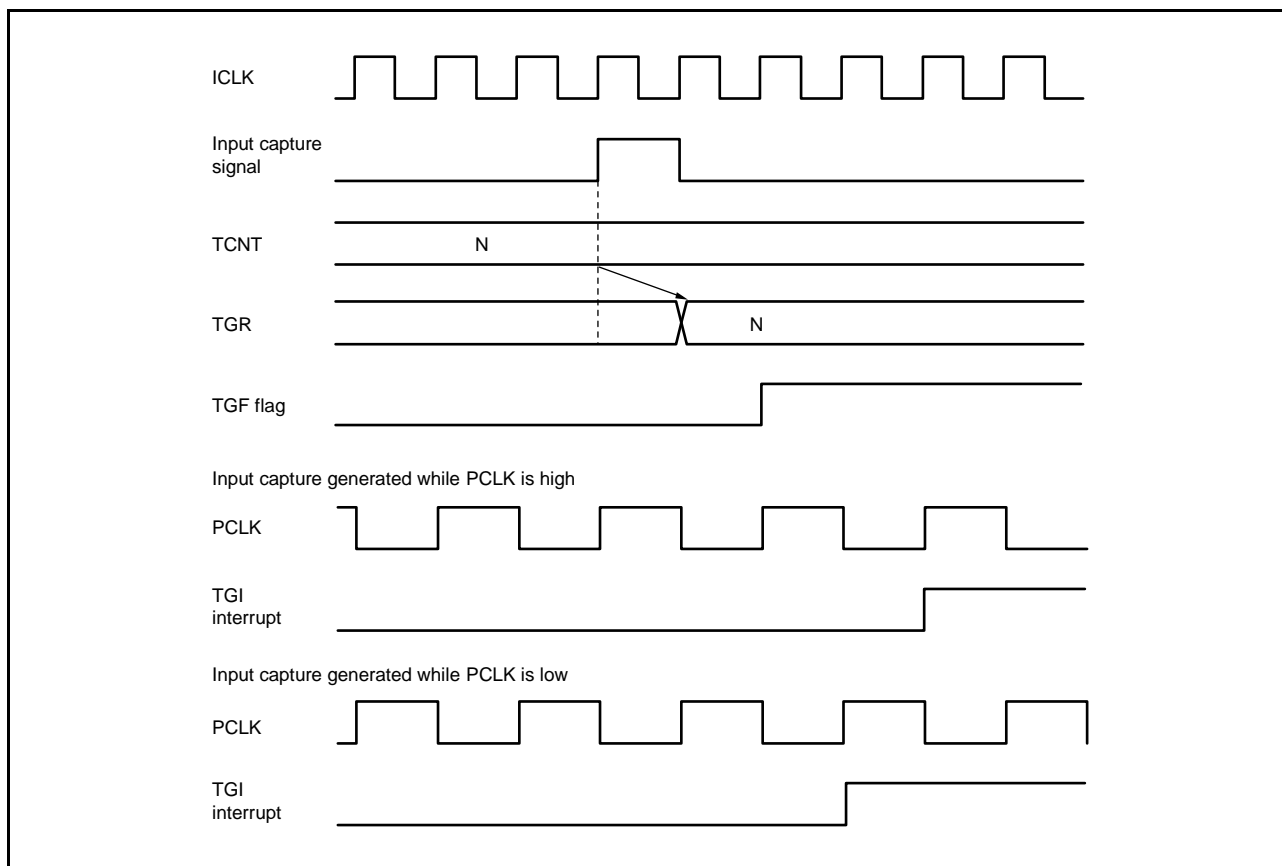 ICLK
Input capture
signal
TCNT
N
TGR
N
TGF flag
Input capture generated while PCLK is high
PCLK
TGI
interrupt
Input capture generated while PCLK is low
PCLK
TGI
interrupt